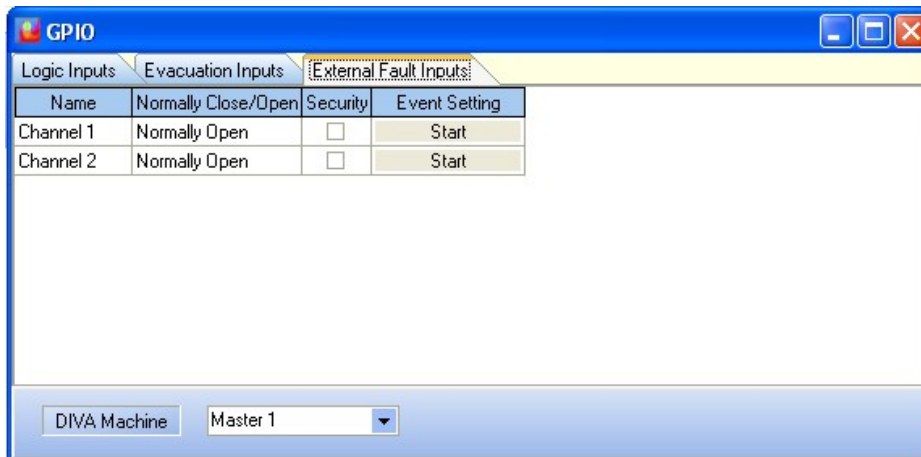 GPIO
Logic Inputs Evacuation Inputs External Fault Inputs
Name Normally Close/Open Security Event Setting
Channel 1 Normally Open Start
Channel 2 Normally Open Start
DIVA Machine Master 1